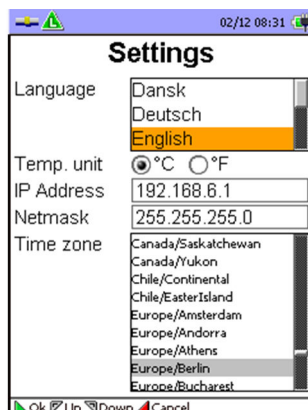 02/12 08:31
Settings
Language
Dansk
Deutsch
English
Temp. unit °C °F
IP Address 192.168.6.1
Netmask 255.255.255.0
Time zone
Canada/Saskatchewan
Canada/Yukon
Chile/Continental
Chile/EasterIsland
Europe/Amsterdam
Europe/Andorra
Europe/Athens
Europe/Berlin
Europe/Bucharest
Ok Up Down Cancel